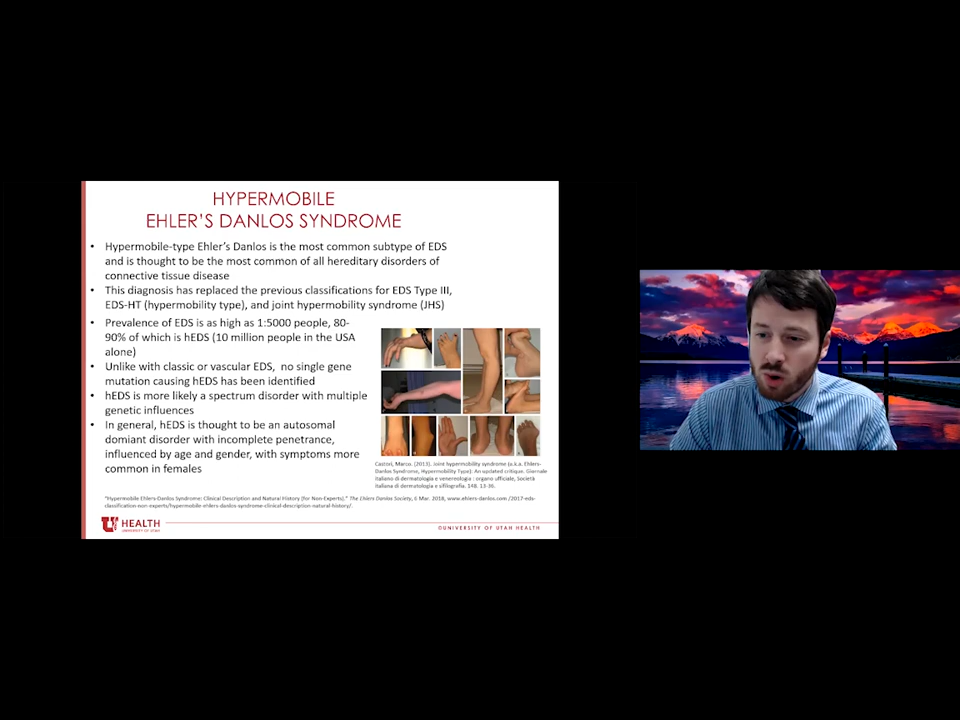 HYPERMOBILE
EHLER'S DANLOS SYNDROME
• Hypermobile-type Ehler's Danlos is the most common subtype of EDS
and is thought to be the most common of all hereditary disorders of
connective tissue disease
• This diagnosis has replaced the previous classifications for EDS Type III,
EDS-HT (hypermobility type), and joint hypermobility syndrome (JHS)
• Prevalence of EDS is as high as 1:5000 people, 80-
90% of which is hEDS (10 million people in the USA
alone)
• Unlike with classic or vascular EDS, no single gene
mutation causing hEDS has been identified
• hEDS is more likely a spectrum disorder with multiple
genetic influences
• In general, hEDS is thought to be an autosomal
domiant disorder with incomplete penetrance,
influenced by age and gender, with symptoms more
common in females
Castori, Marco. (2013). Joint hypermobility syndrome (a.k.a. Ehlers-
Danlos Syndrome, Hypermobility Type): An updated critique. Giornale
italiano di dermatologia e venereologia : organo ufficiale, Società
italiana di dermatologia e sifilografia. 148. 13-36.
"Hypermobile Ehlers-Danlos Syndrome: Clinical Description and Natural History (for Non-Experts)." The Ehlers Danlos Society, 6 Mar. 2018, www.ehlers-danlos.com /2017-eds-
classification-non-experts/hypermobile-ehlers-danlos-syndrome-clinical-description-natural-history/.
U HEALTH
UNIVERSITY OF UTAH
©UNIVERSITY OF UTAH HEALTH